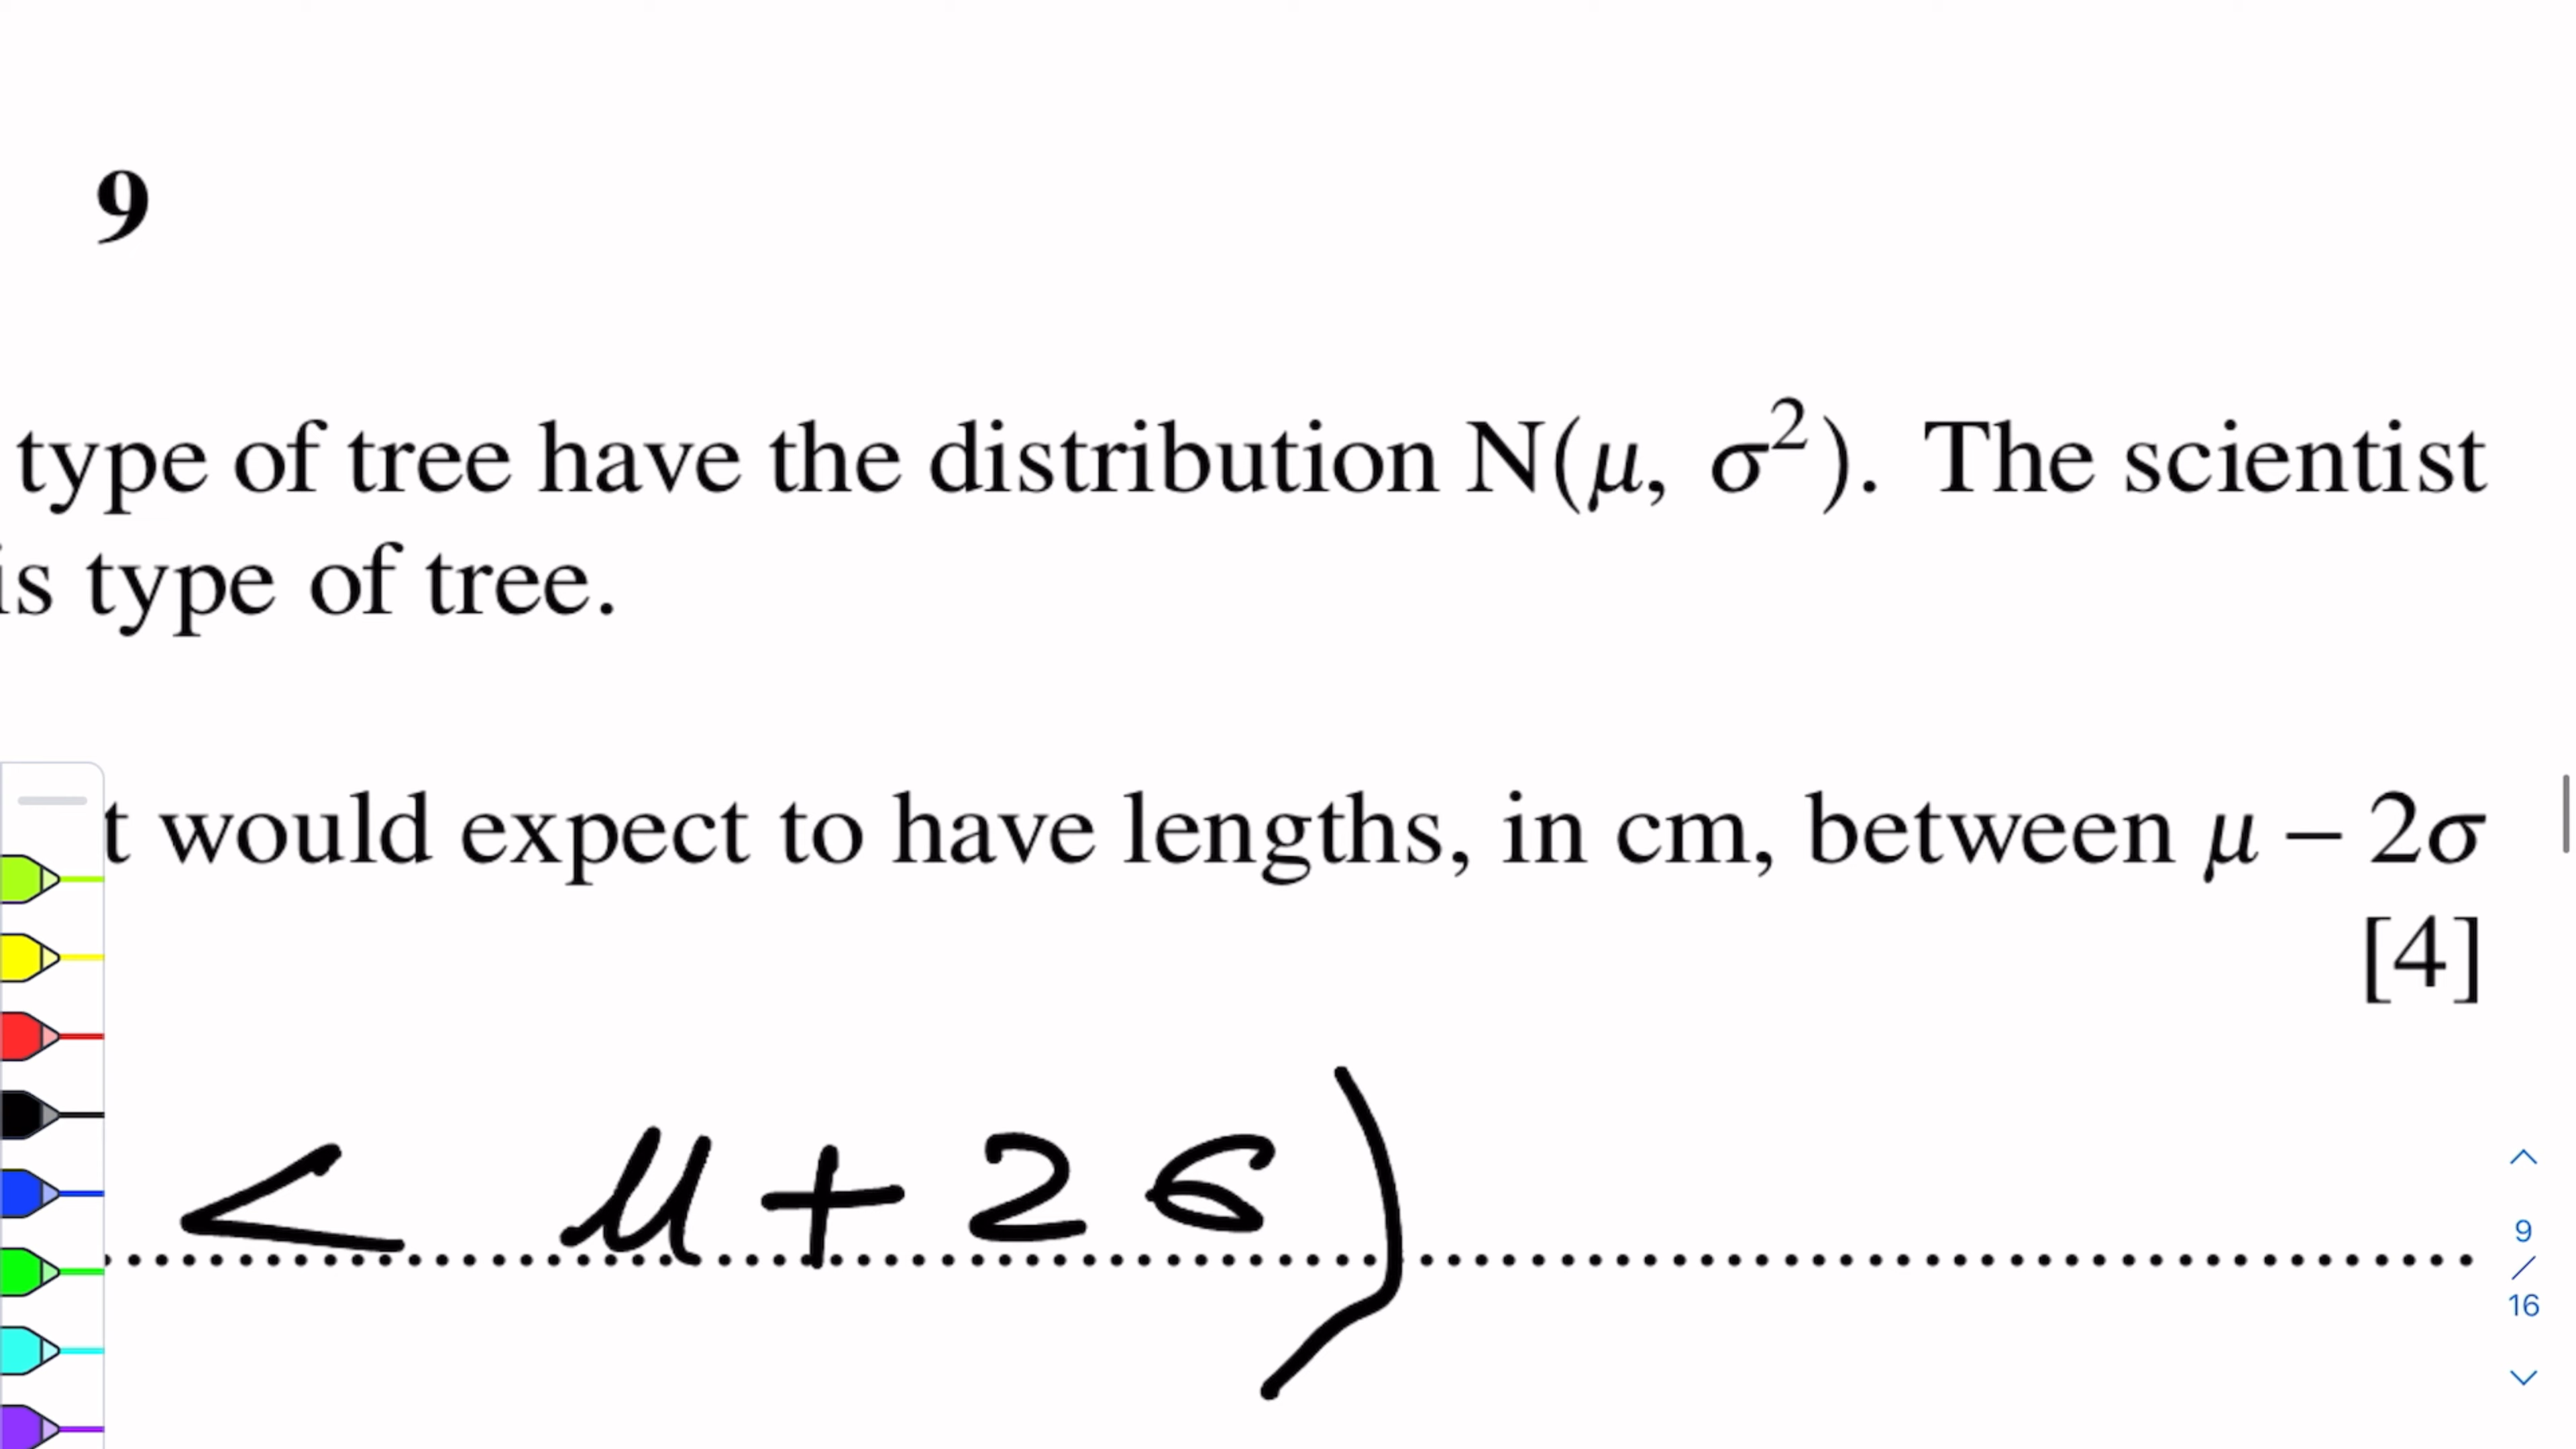 9
type of tree have the distribution N(μ, σ²). The scientist
is type of tree.
t would expect to have lengths, in cm, between μ − 2σ
[4]
< μ + 2σ)
9
/
16